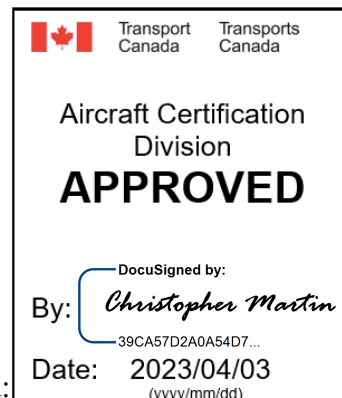 Transport Canada Transports Canada
Aircraft Certification
Division
APPROVED
DocuSigned by:
By: Christopher Martin
39CA57D2A0A54D7...
Date: 2023/04/03
(yyyy/mm/dd)